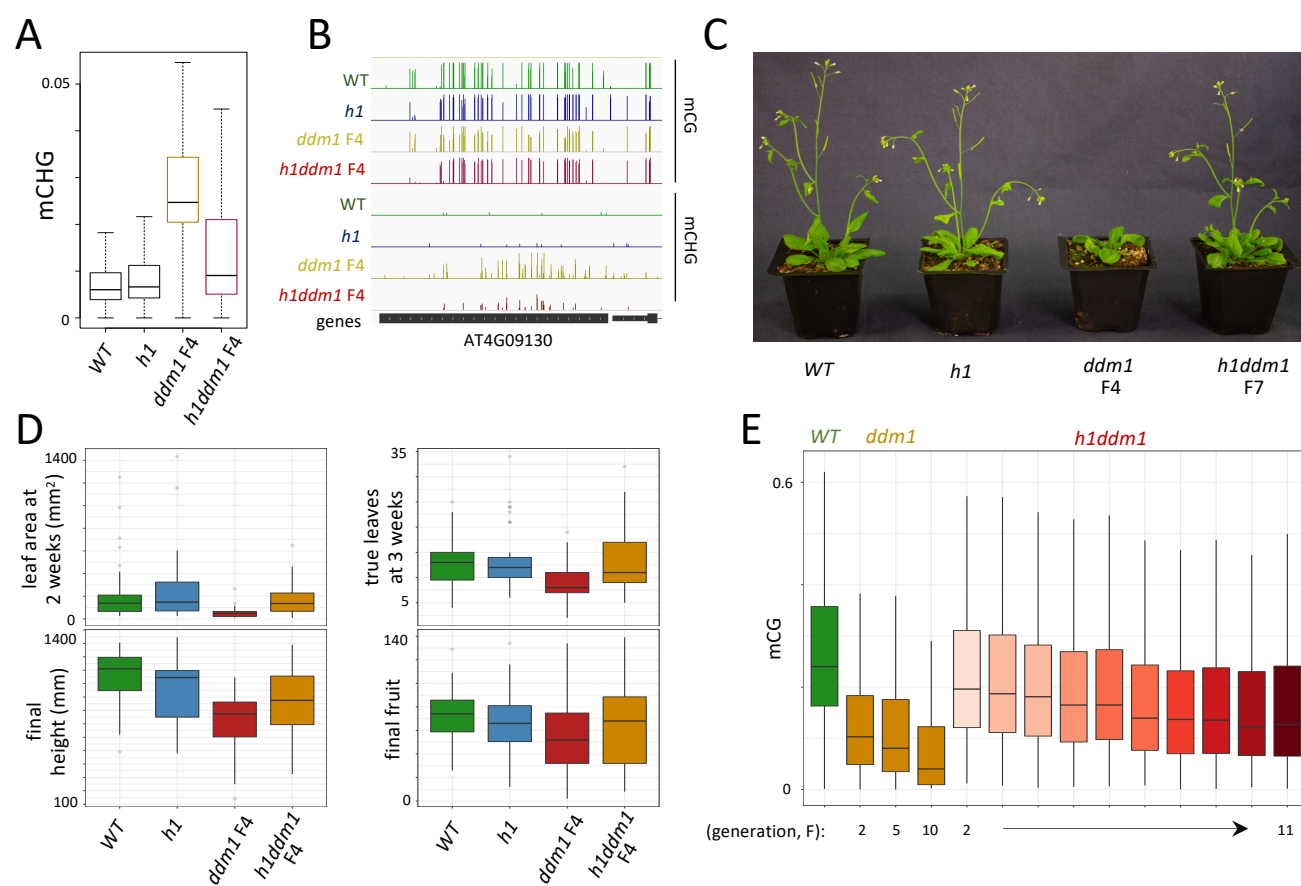 A
mCHG
0.05
0
WT
h1
ddm1 F4
h1ddm1 F4
B
WT
h1
ddm1 F4
h1ddm1 F4
WT
h1
ddm1 F4
h1ddm1 F4
genes
AT4G09130
mCG
mCHG
C
WT
h1
ddm1
F4
h1ddm1
F7
D
leaf area at
2 weeks (mm²)
1400
0
true leaves
at 3 weeks
35
5
final
height (mm)
1400
100
final fruit
140
0
WT
h1
ddm1 F4
h1ddm1
F4
WT
h1
ddm1 F4
h1ddm1
F4
E
WT
ddm1
h1ddm1
mCG
0.6
0
(generation, F):
2
5
10
2
11